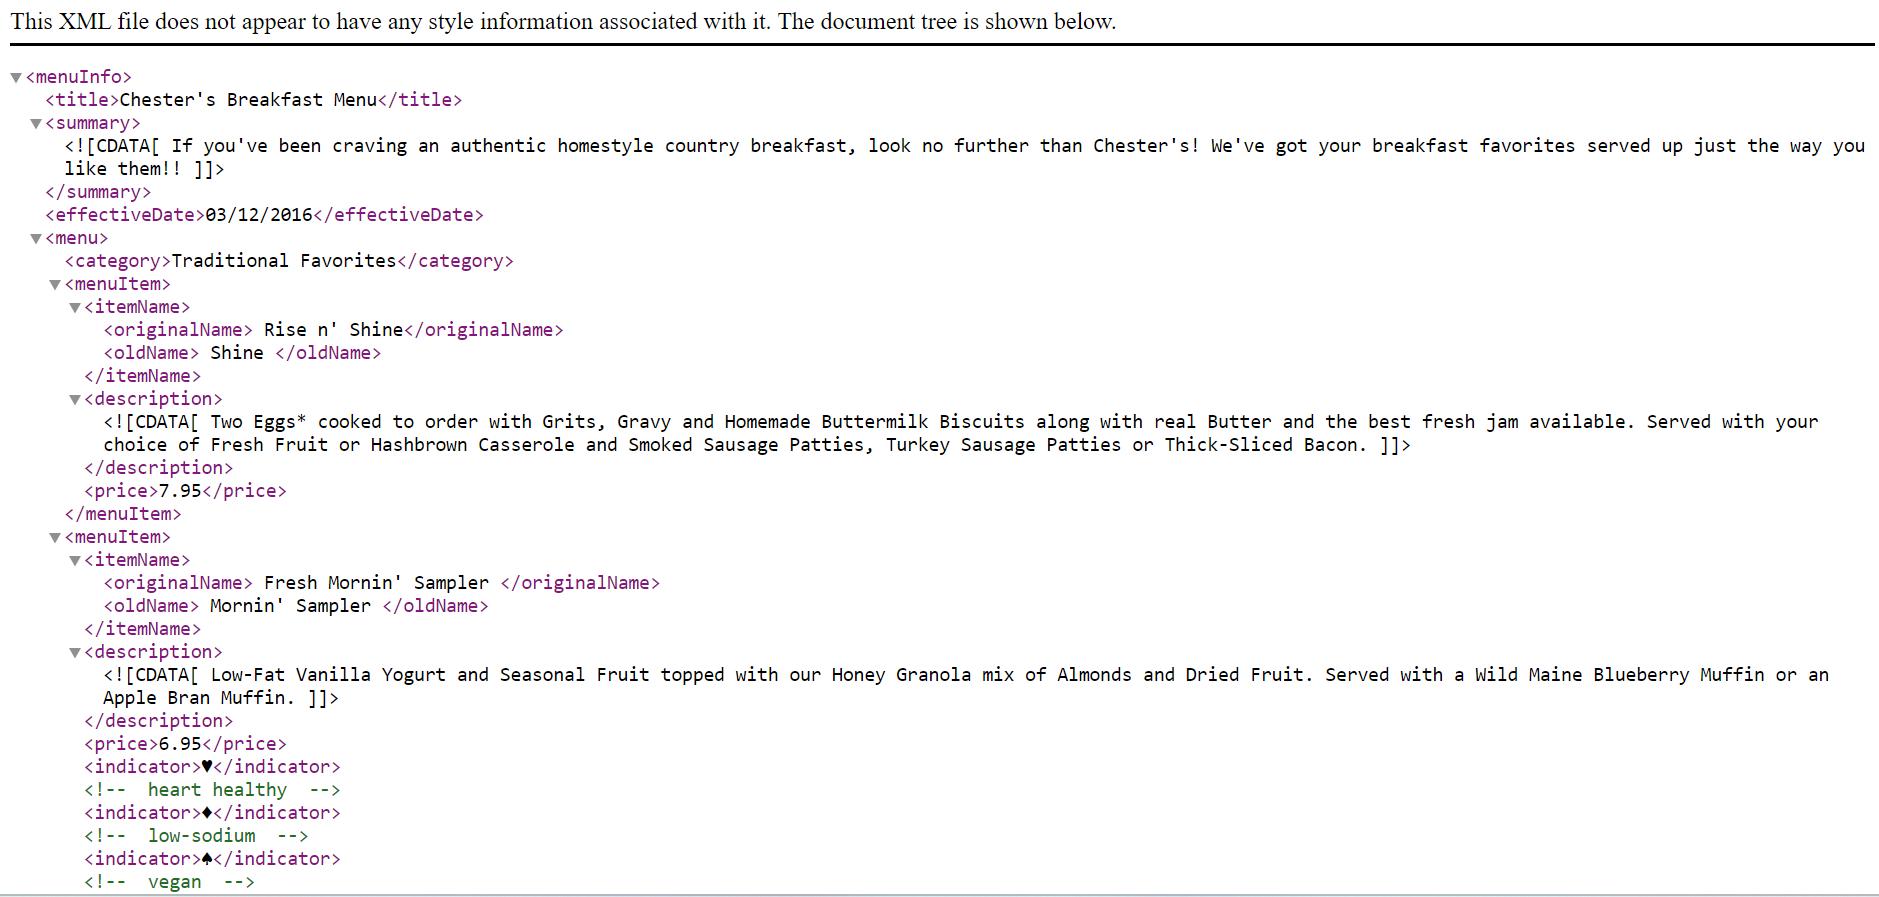 This XML file does not appear to have any style information associated with it. The document tree is shown below.
▼<menuInfo>
<title>Chester's Breakfast Menu</title>
▼<summary>
<![CDATA[ If you've been craving an authentic homestyle country breakfast, look no further than Chester's! We've got your breakfast favorites served up just the way you
like them!! ]]>
</summary>
<effectiveDate>03/12/2016</effectiveDate>
▼<menu>
<category>Traditional Favorites</category>
▼<menuItem>
▼<itemName>
<originalName> Rise n' Shine</originalName>
<oldName> Shine </oldName>
</itemName>
▼<description>
<![CDATA[ Two Eggs* cooked to order with Grits, Gravy and Homemade Buttermilk Biscuits along with real Butter and the best fresh jam available. Served with your
choice of Fresh Fruit or Hashbrown Casserole and Smoked Sausage Patties, Turkey Sausage Patties or Thick-Sliced Bacon. ]]>
</description>
<price>7.95</price>
</menuItem>
▼<menuItem>
▼<itemName>
<originalName> Fresh Mornin' Sampler </originalName>
<oldName> Mornin' Sampler </oldName>
</itemName>
▼<description>
<![CDATA[ Low-Fat Vanilla Yogurt and Seasonal Fruit topped with our Honey Granola mix of Almonds and Dried Fruit. Served with a Wild Maine Blueberry Muffin or an
Apple Bran Muffin. ]]>
</description>
<price>6.95</price>
<indicator>♥</indicator>
<!-- heart healthy -->
<indicator>♦</indicator>
<!-- low-sodium -->
<indicator>♠</indicator>
<!-- vegan -->